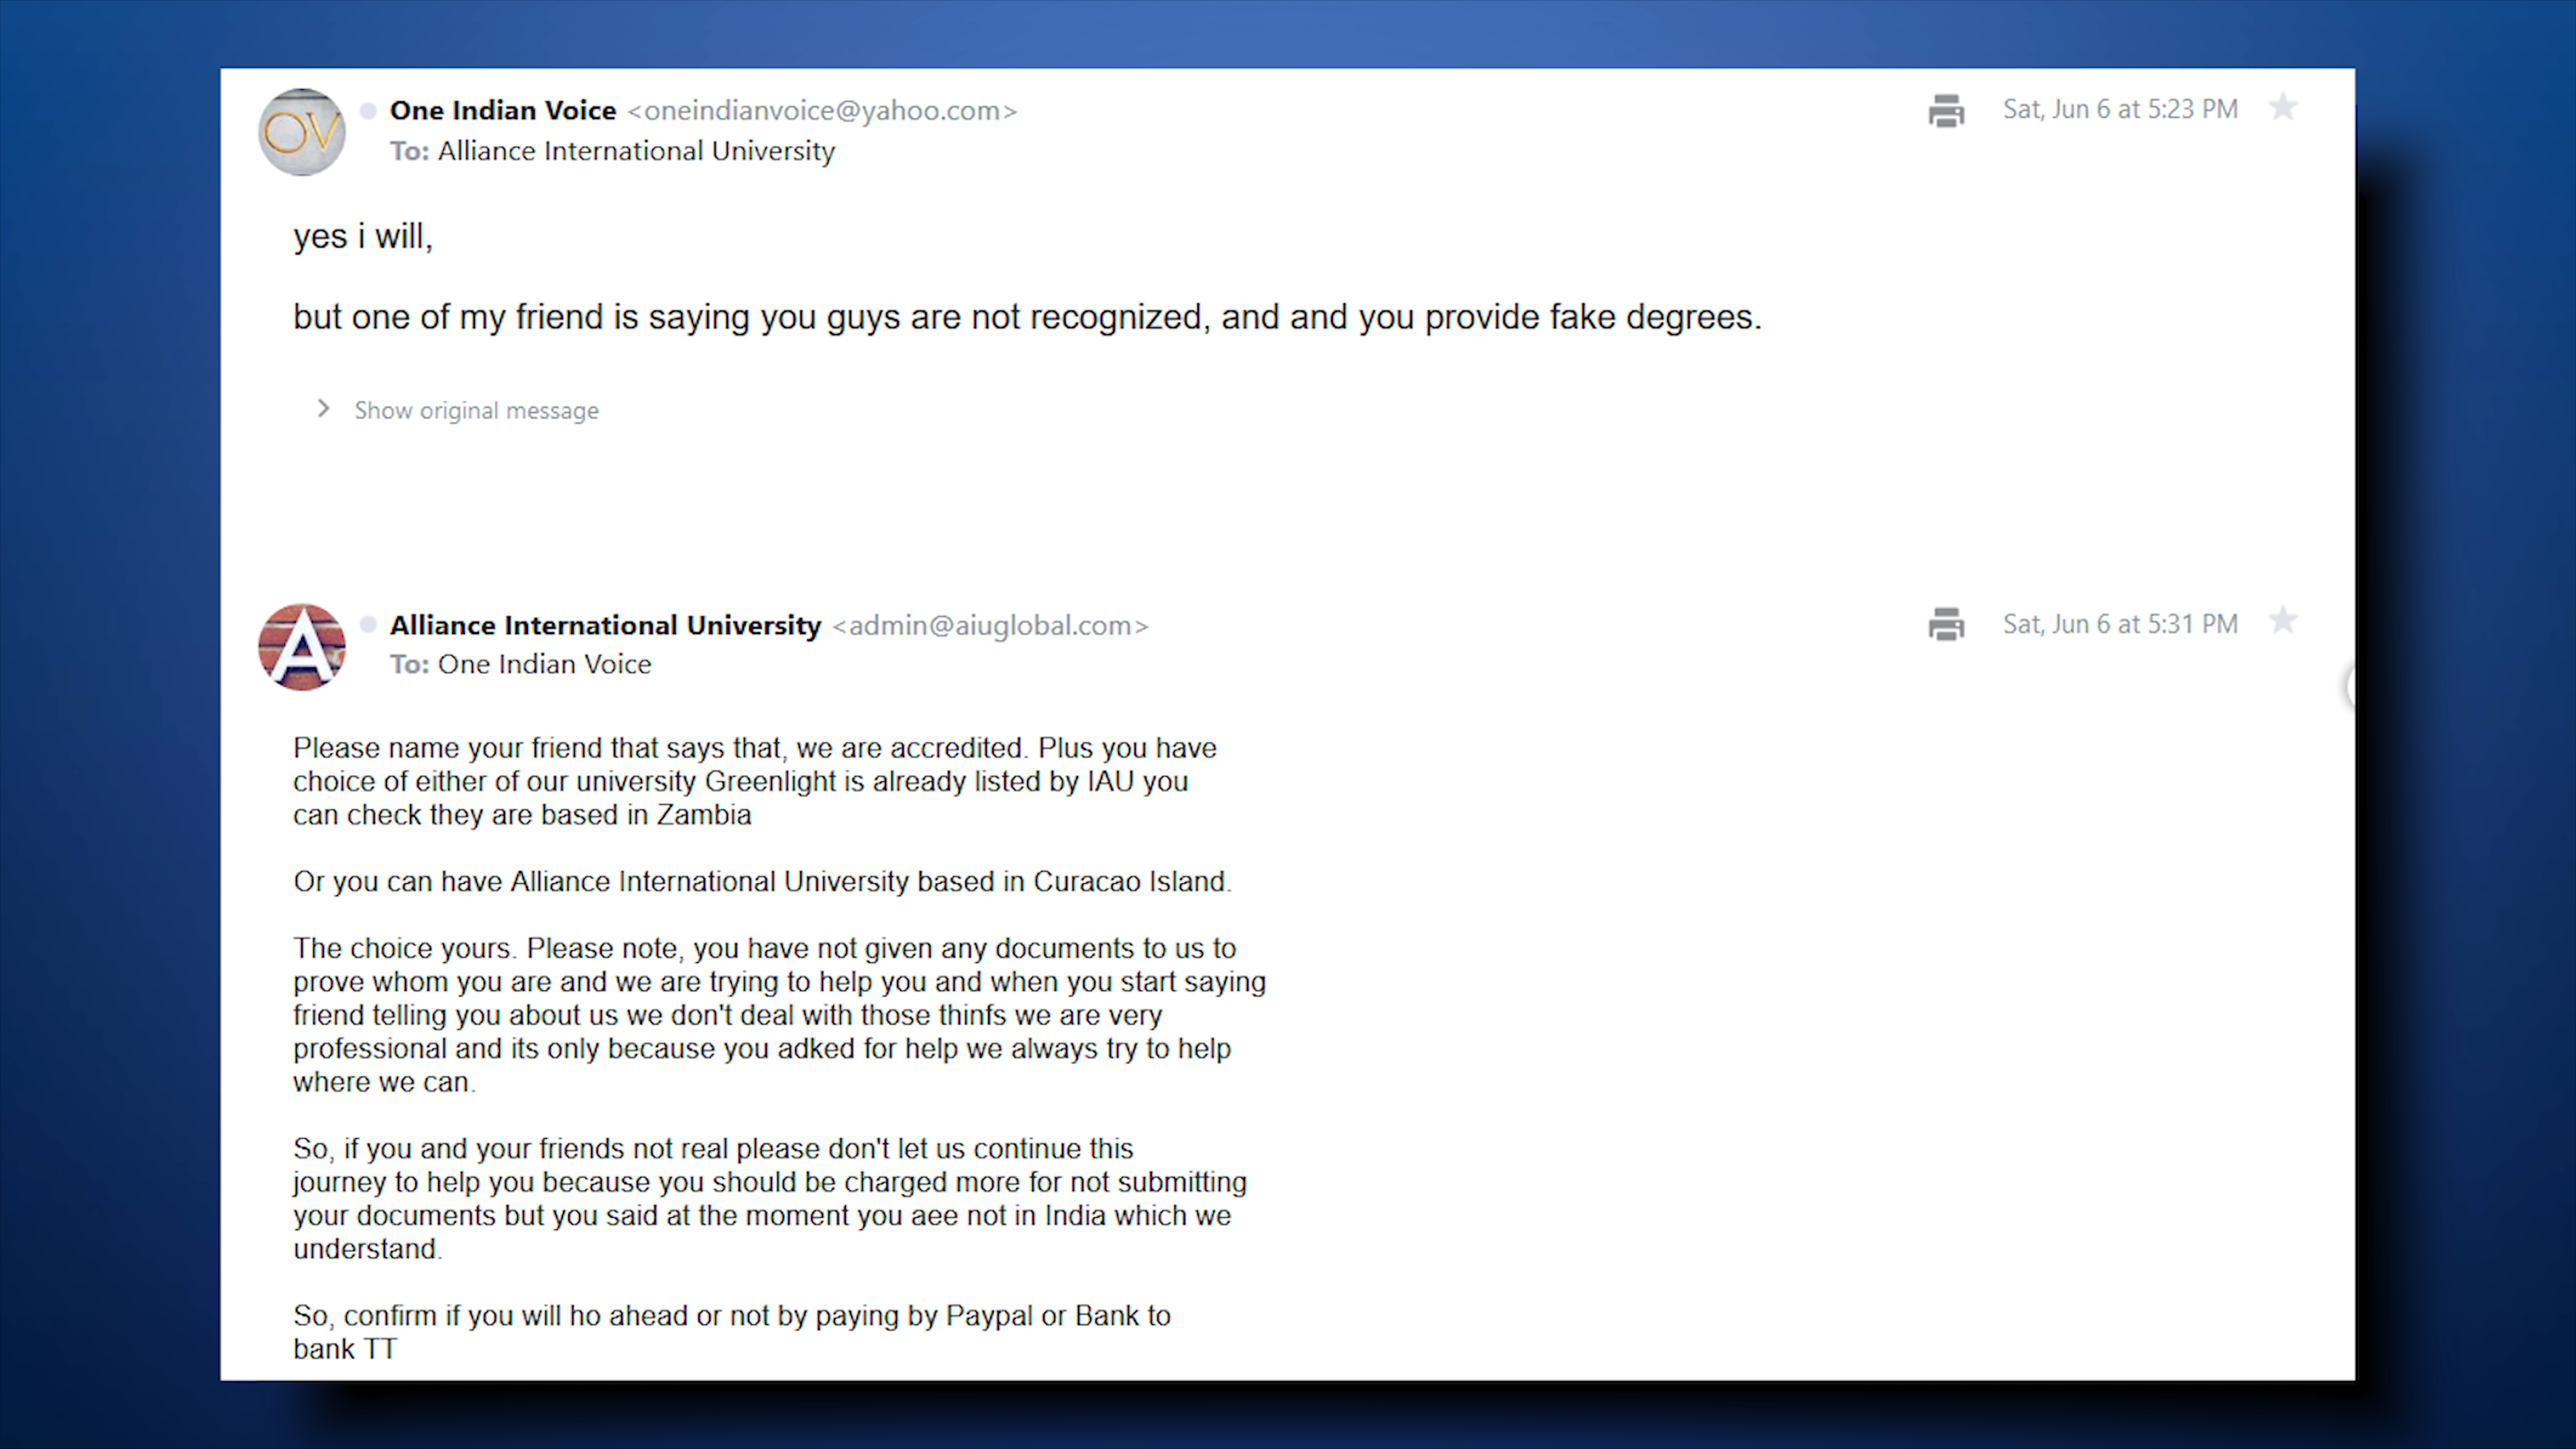 OV
One Indian Voice <oneindianvoice@yahoo.com>
Sat, Jun 6 at 5:23 PM
To: Alliance International University
yes i will,
but one of my friend is saying you guys are not recognized, and and you provide fake degrees.
Show original message
A
Alliance International University <admin@aiuglobal.com>
Sat, Jun 6 at 5:31 PM
To: One Indian Voice
Please name your friend that says that, we are accredited. Plus you have
choice of either of our university Greenlight is already listed by IAU you
can check they are based in Zambia
Or you can have Alliance International University based in Curacao Island.
The choice yours. Please note, you have not given any documents to us to
prove whom you are and we are trying to help you and when you start saying
friend telling you about us we don't deal with those thinfs we are very
professional and its only because you adked for help we always try to help
where we can.
So, if you and your friends not real please don't let us continue this
journey to help you because you should be charged more for not submitting
your documents but you said at the moment you aee not in India which we
understand.
So, confirm if you will ho ahead or not by paying by Paypal or Bank to
bank TT